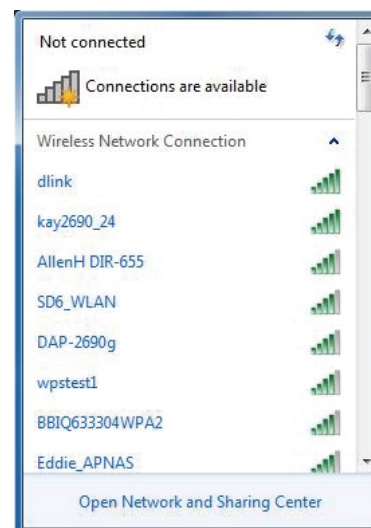 Not connected
Connections are available
Wireless Network Connection
dlink
kay2690_24
AllenH DIR-655
SD6_WLAN
DAP-2690g
wpstest1
BBIQ633304WPA2
Eddie_APNAS
Open Network and Sharing Center